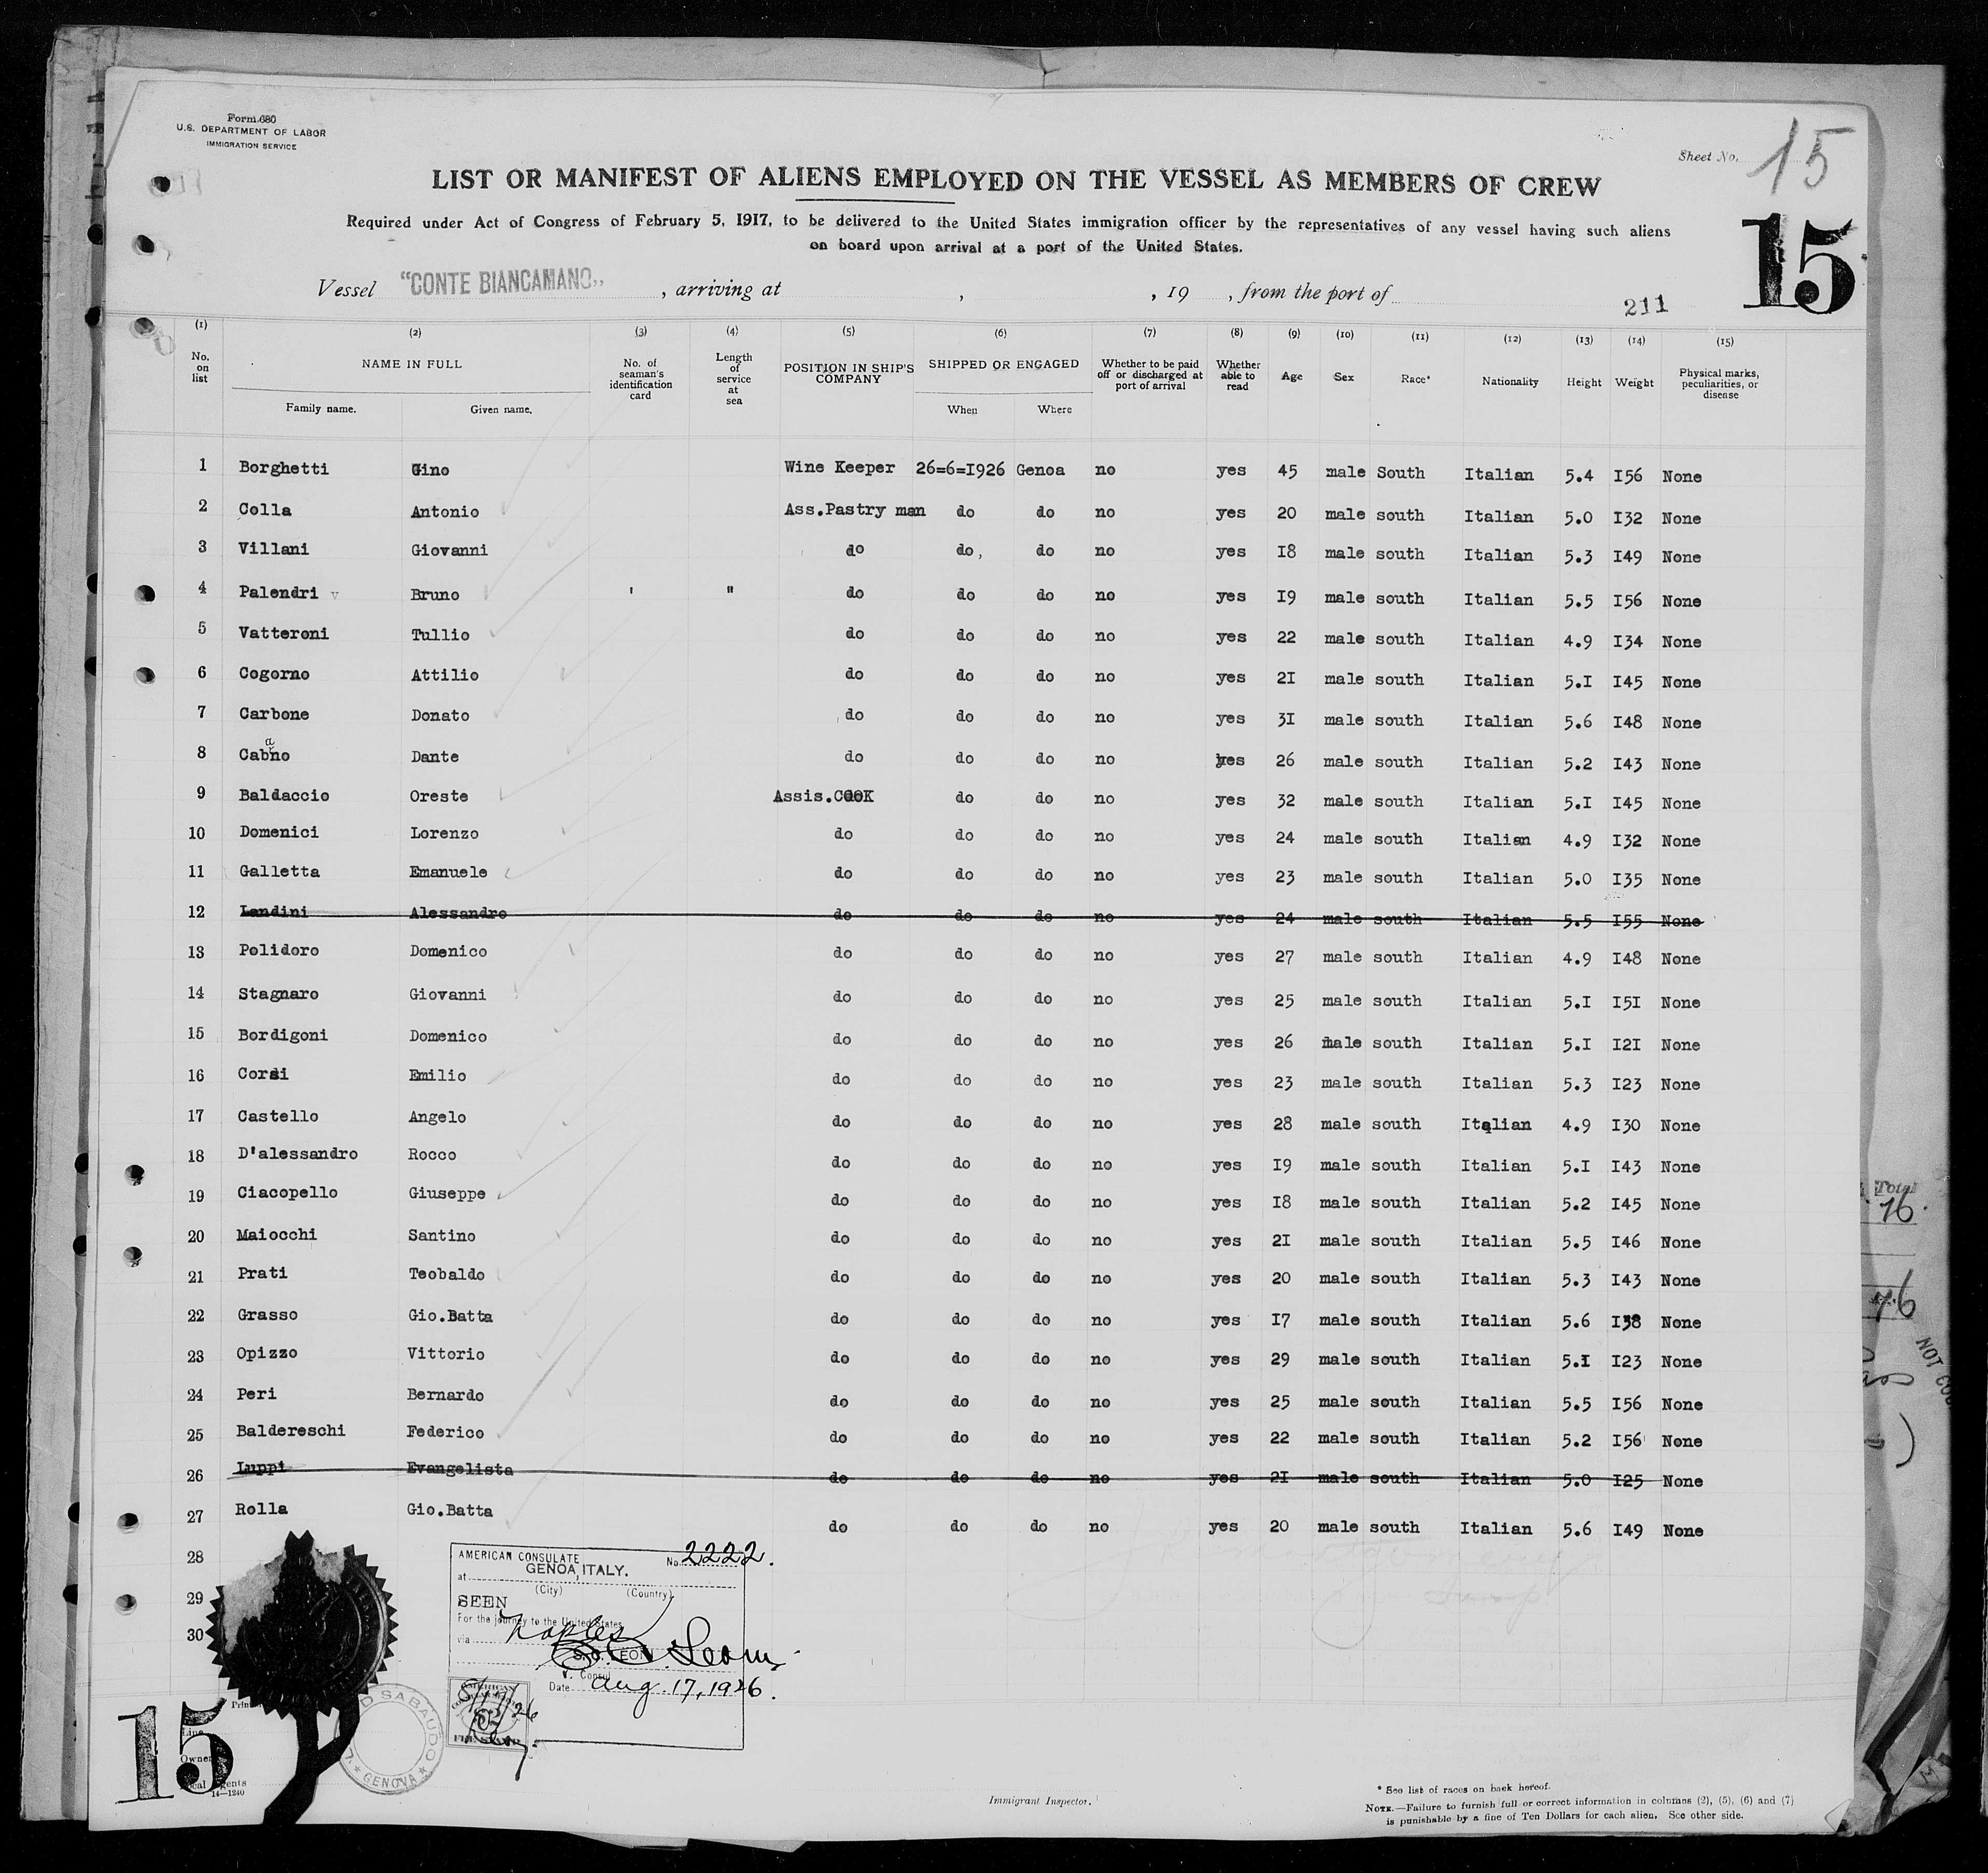 Form 680
U.S. DEPARTMENT OF LABOR
IMMIGRATION SERVICE
Sheet No. 15
15
LIST OR MANIFEST OF ALIENS EMPLOYED ON THE VESSEL AS MEMBERS OF CREW
Required under Act of Congress of February 5, 1917, to be delivered to the United States immigration officer by the representatives of any vessel having such aliens
on board upon arrival at a port of the United States.
Vessel "CONTE BIANCAMANO„ , arriving at , , 19 , from the port of
211
(1) (2) (3) (4) (5) (6) (7) (8) (9) (10) (11) (12) (13) (14) (15)
No. on list NAME IN FULL Family name. Given name. No. of seaman's identification card Length of service at sea POSITION IN SHIP'S COMPANY SHIPPED OR ENGAGED When Where Whether to be paid off or discharged at port of arrival Whether able to read Age Sex Race* Nationality Height Weight Physical marks, peculiarities, or disease
1 Borghetti Gino Wine Keeper 26=6=I926 Genoa no yes 45 male South Italian 5.4 I56 None
2 Colla Antonio Ass.Pastry man do do no yes 20 male south Italian 5.0 I32 None
3 Villani Giovanni do do, do no yes I8 male south Italian 5.3 I49 None
4 Palendri v Bruno ' " do do do no yes I9 male south Italian 5.5 I56 None
5 Vatteroni Tullio do do do no yes 22 male south Italian 4.9 I34 None
6 Cogorno Attilio do do do no yes 2I male south Italian 5.I I45 None
7 Carbone Donato do do do no yes 3I male south Italian 5.6 I48 None
8 Cabano Dante do do do no yes 26 male south Italian 5.2 I43 None
9 Baldaccio Oreste Assis.COOK do do no yes 32 male south Italian 5.I I45 None
10 Domenici Lorenzo do do do no yes 24 male south Italian 4.9 I32 None
11 Galletta Emanuele do do do no yes 23 male south Italian 5.0 I35 None
12 Landini Alessandro do do do no yes 24 male south Italian 5.5 I55 None
13 Polidoro Domenico do do do no yes 27 male south Italian 4.9 I48 None
14 Stagnaro Giovanni do do do no yes 25 male south Italian 5.I I5I None
15 Bordigoni Domenico do do do no yes 26 male south Italian 5.I I2I None
16 Corsi Emilio do do do no yes 23 male south Italian 5.3 I23 None
17 Castello Angelo do do do no yes 28 male south Italian 4.9 I30 None
18 D'alessandro Rocco do do do no yes I9 male south Italian 5.I I43 None
19 Ciacopello Giuseppe do do do no yes I8 male south Italian 5.2 I45 None
20 Maiocchi Santino do do do no yes 2I male south Italian 5.5 I46 None
21 Prati Teobaldo do do do no yes 20 male south Italian 5.3 I43 None
22 Grasso Gio.Batta do do do no yes I7 male south Italian 5.6 I38 None
23 Opizzo Vittorio do do do no yes 29 male south Italian 5.I I23 None
24 Peri Bernardo do do do no yes 25 male south Italian 5.5 I56 None
25 Baldereschi Federico do do do no yes 22 male south Italian 5.2 I56 None
26 Luppi Evangelista do do do no yes 2I male south Italian 5.0 I25 None
27 Rolla Gio.Batta do do do no yes 20 male south Italian 5.6 I49 None
28
29
30
AMERICAN CONSULATE No. 2222.
at GENOA, ITALY.
(City) (Country)
SEEN
For the journey to the United States
via Naples
Leon
V. Consul
Date Aug. 17, 1926.
8/17/26
15
Line
Owner
Agents
14—1240
SABAUDO
GENOVA
Immigrant Inspector.
* See list of races on back hereof.
NOTE.—Failure to furnish full or correct information in columns (2), (5), (6) and (7)
is punishable by a fine of Ten Dollars for each alien. See other side.
Total
76.
76
NOT